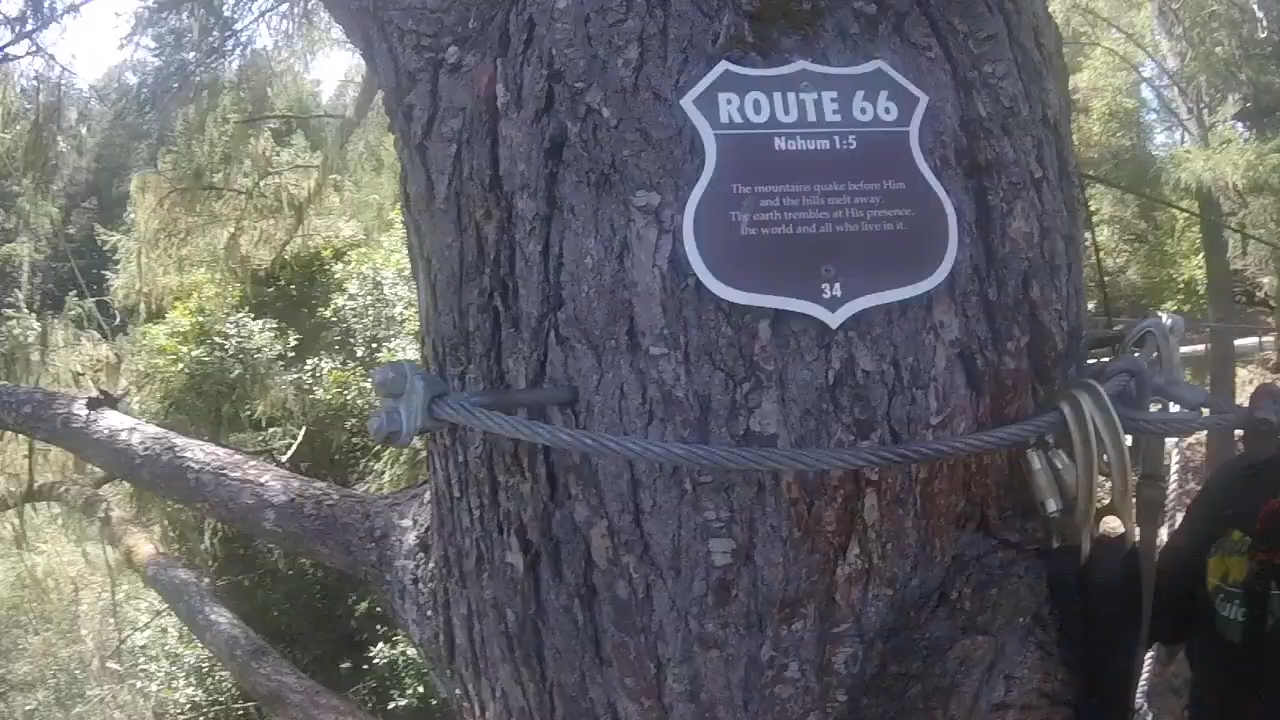 ROUTE 66
Nahum 1:5
The mountains quake before Him
and the hills melt away.
The earth trembles at His presence,
the world and all who live in it.
34